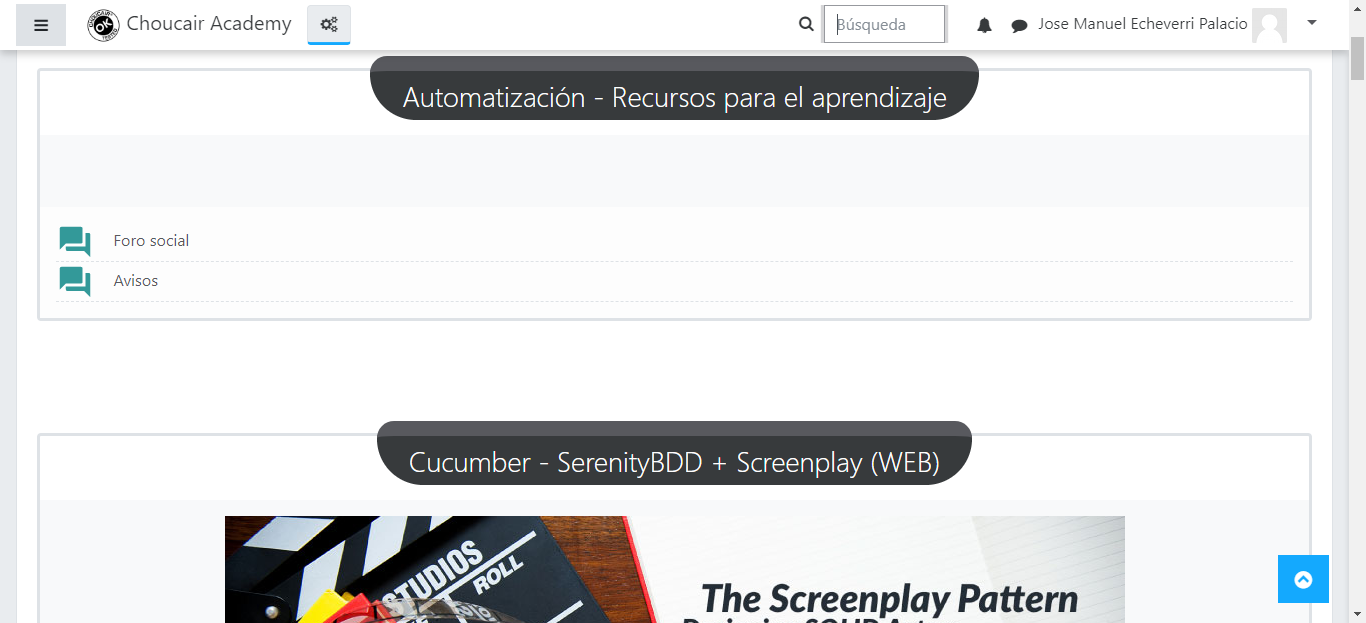 Choucair Academy
Búsqueda
Jose Manuel Echeverri Palacio
Automatización - Recursos para el aprendizaje
Foro social
Avisos
Cucumber - SerenityBDD + Screenplay (WEB)
STUDIOS
ROLL
The Screenplay Pattern